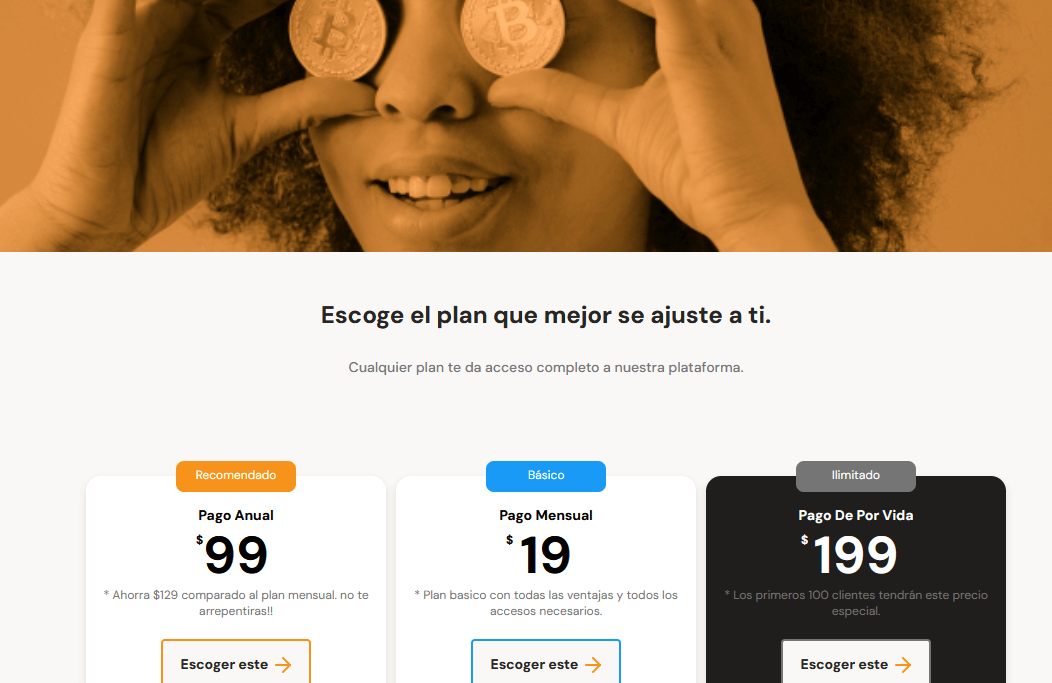 Escoge el plan que mejor se ajuste a ti.
Cualquier plan te da acceso completo a nuestra plataforma.
Recomendado
Pago Anual
$99
* Ahorra $129 comparado al plan mensual. no te
arrepentiras!!
Escoger este
Básico
Pago Mensual
$19
* Plan basico con todas las ventajas y todos los
accesos necesarios.
Escoger este
Ilimitado
Pago De Por Vida
$199
* Los primeros 100 clientes tendrán este precio
especial.
Escoger este